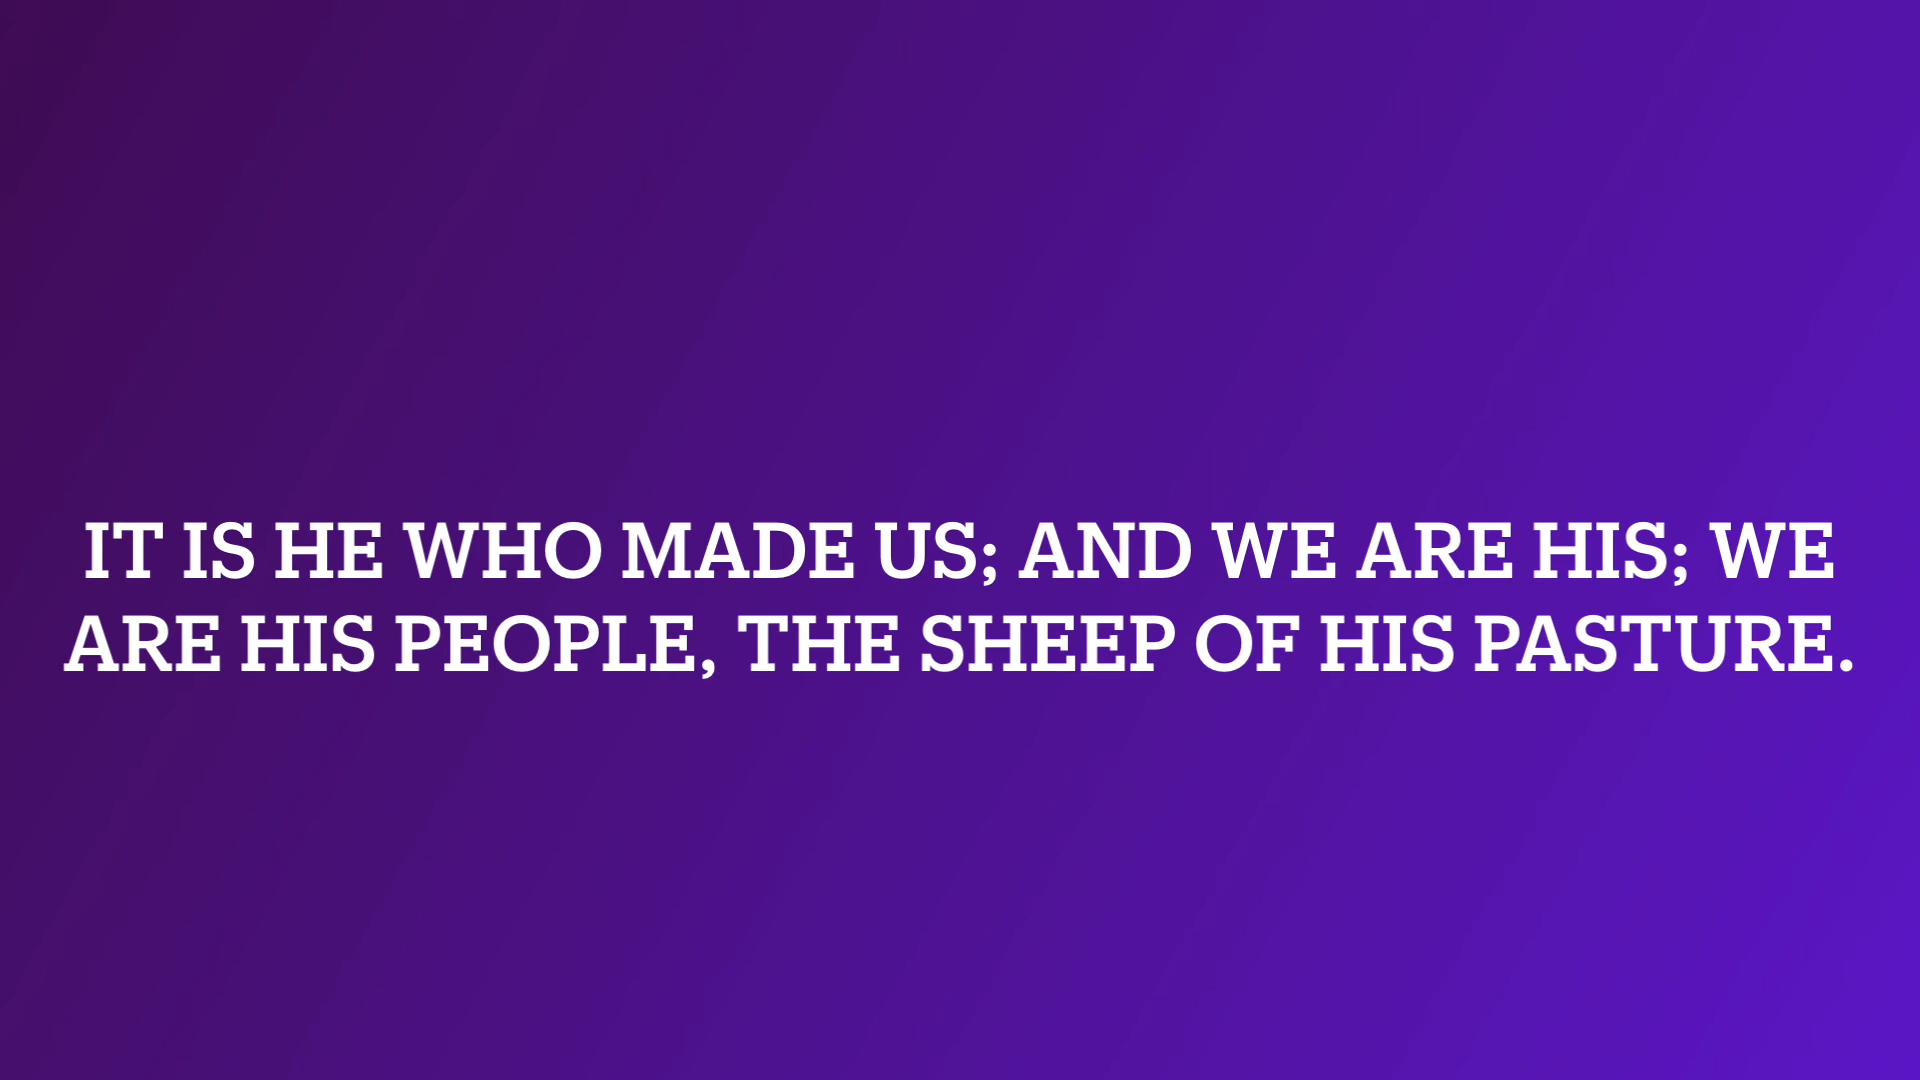 IT IS HE WHO MADE US; AND WE ARE HIS; WE
ARE HIS PEOPLE, THE SHEEP OF HIS PASTURE.